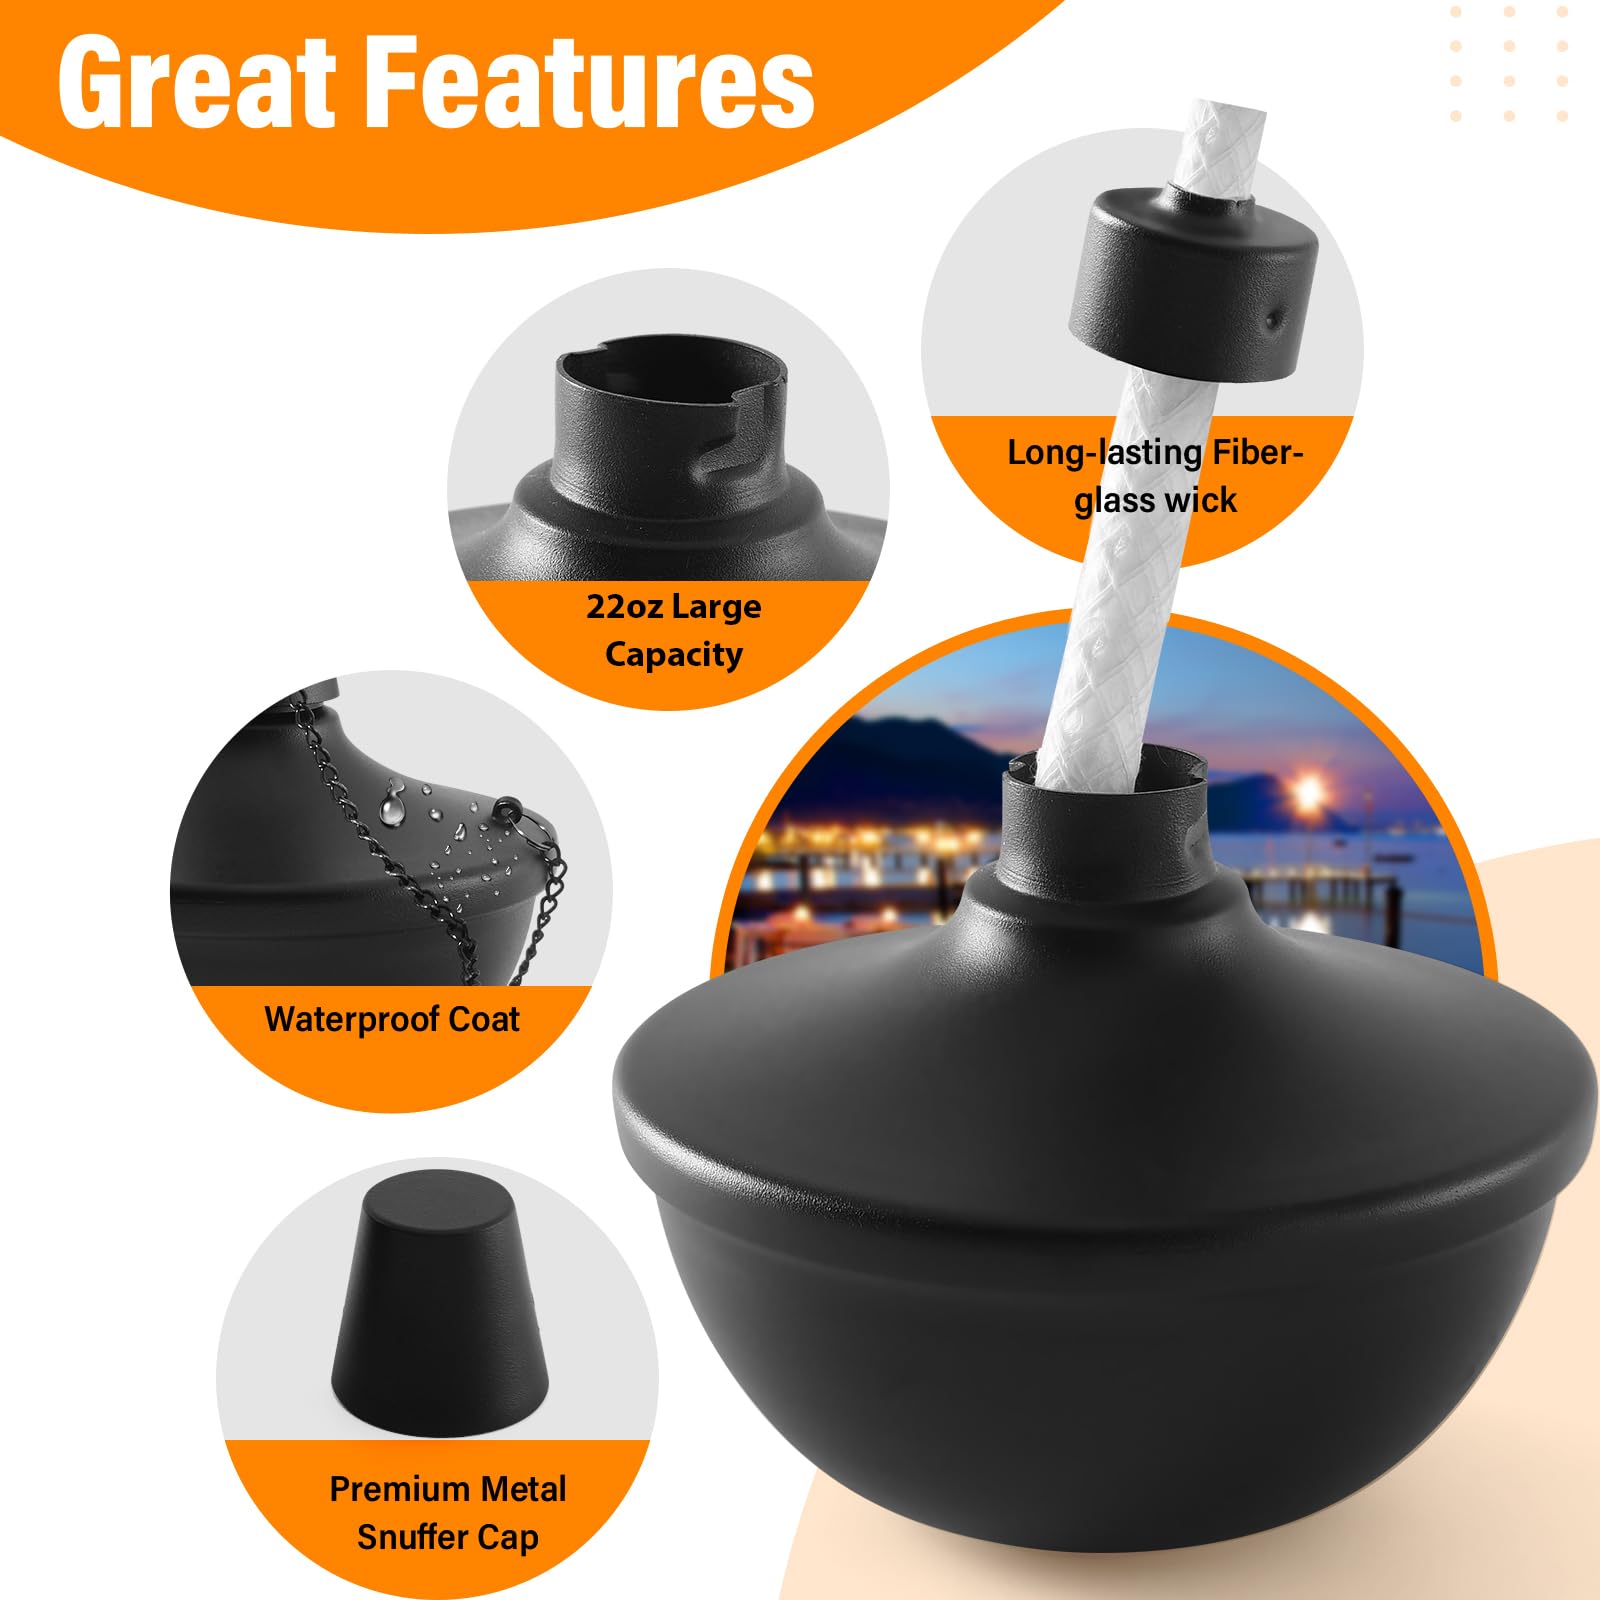 Great Features
Long-lasting Fiber-
glass wick
22oz Large
Capacity
Waterproof Coat
Premium Metal
Snuffer Cap